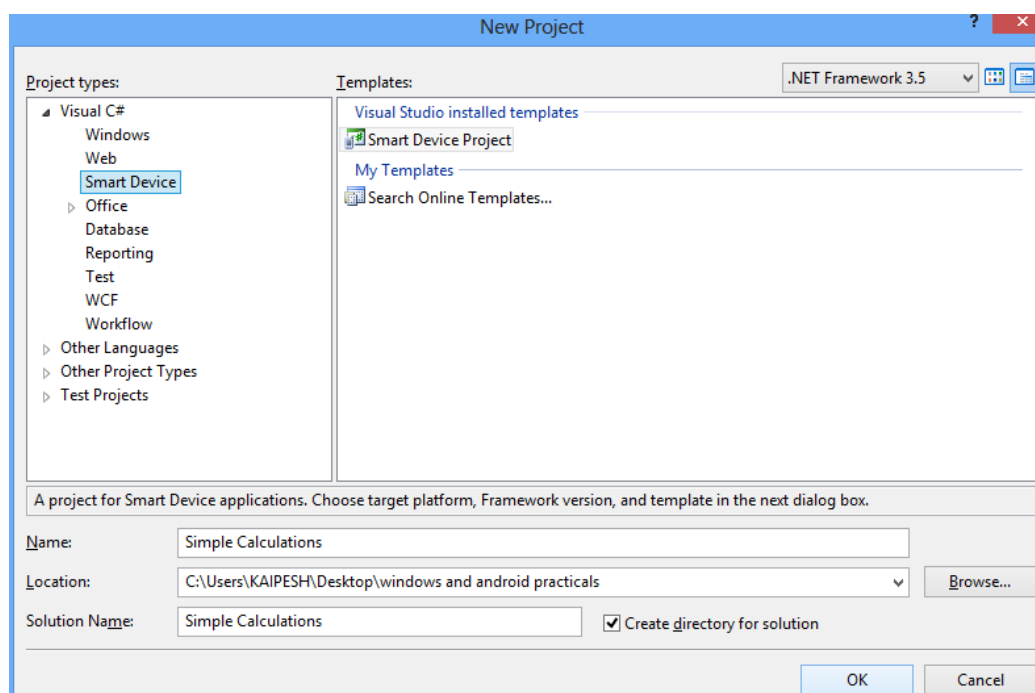 New Project
?
Project types:
Templates:
.NET Framework 3.5
Visual C#
Windows
Web
Smart Device
Office
Database
Reporting
Test
WCF
Workflow
Other Languages
Other Project Types
Test Projects
Visual Studio installed templates
Smart Device Project
My Templates
Search Online Templates...
A project for Smart Device applications. Choose target platform, Framework version, and template in the next dialog box.
Name:
Simple Calculations
Location:
C:\Users\KAIPESH\Desktop\windows and android practicals
Browse...
Solution Name:
Simple Calculations
Create directory for solution
OK
Cancel